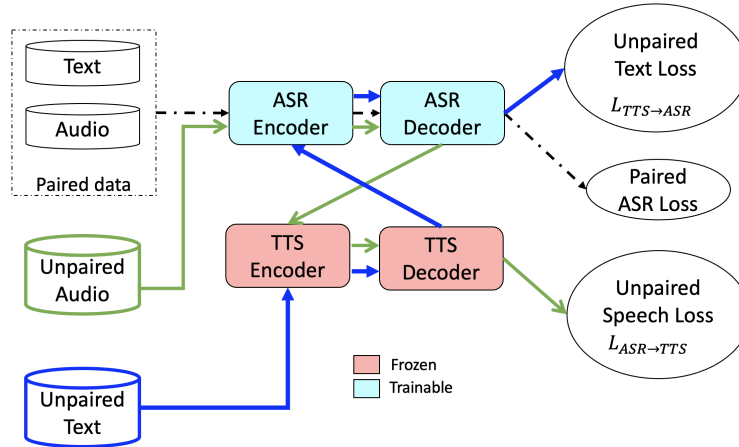 Text
Audio
Paired data
Unpaired
Audio
Unpaired
Text
ASR
Encoder
ASR
Decoder
TTS
Encoder
TTS
Decoder
Frozen
Trainable
Unpaired
Text Loss
L_{TTS→ASR}
Paired
ASR Loss
Unpaired
Speech Loss
L_{ASR→TTS}